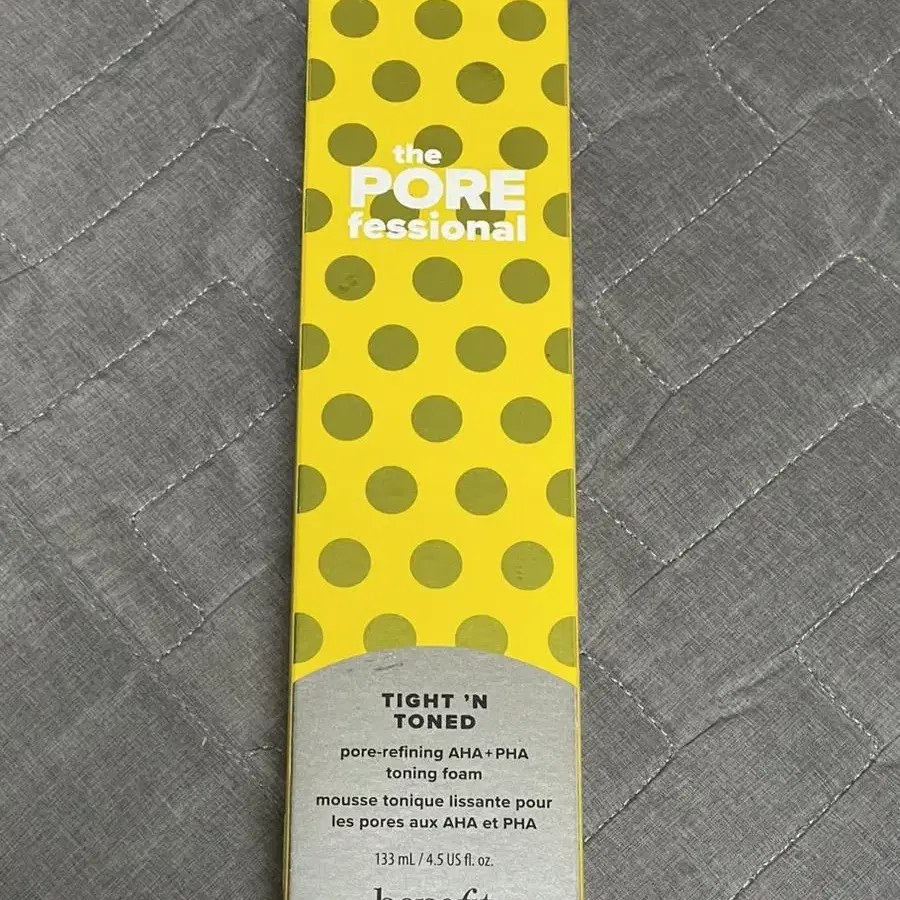 the
PORE
fessional
TIGHT 'N
TONED
pore-refining AHA+PHA
toning foam
mousse tonique lissante pour
les pores aux AHA et PHA
133 mL / 4.5 US fl. oz.
benefit